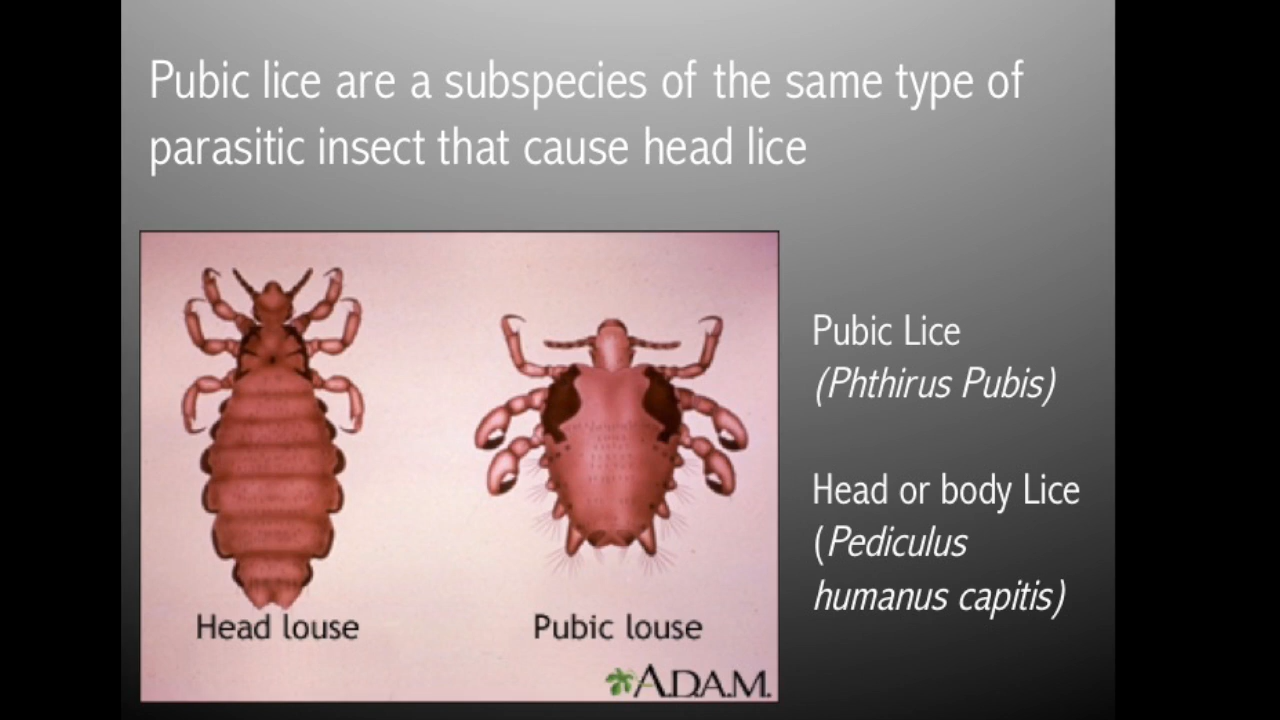 Pubic lice are a subspecies of the same type of
parasitic insect that cause head lice
Pubic Lice
(Phthirus Pubis)
Head or body Lice
(Pediculus
humanus capitis)
Head louse
Pubic louse
A.D.A.M.